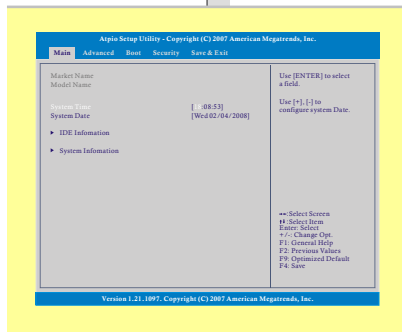 Atpio Setup Utility - Copyright (C) 2007 American Megatrends, Inc.
Main Advanced Boot Security Save & Exit
Market Name
Model Name
System Time [ :08:53]
System Date [Wed 02/04/2008]
IDE Infomation
System Infomation
Use [ENTER] to select
a field.
Use [+], [-] to
configure system Date.
:Select Screen
:Select Item
Enter: Select
+/-: Change Opt.
F1: General Help
F2: Previous Values
F9: Optimized Default
F4: Save
Version 1.21.1097. Copyright (C) 2007 American Megatrends, Inc.